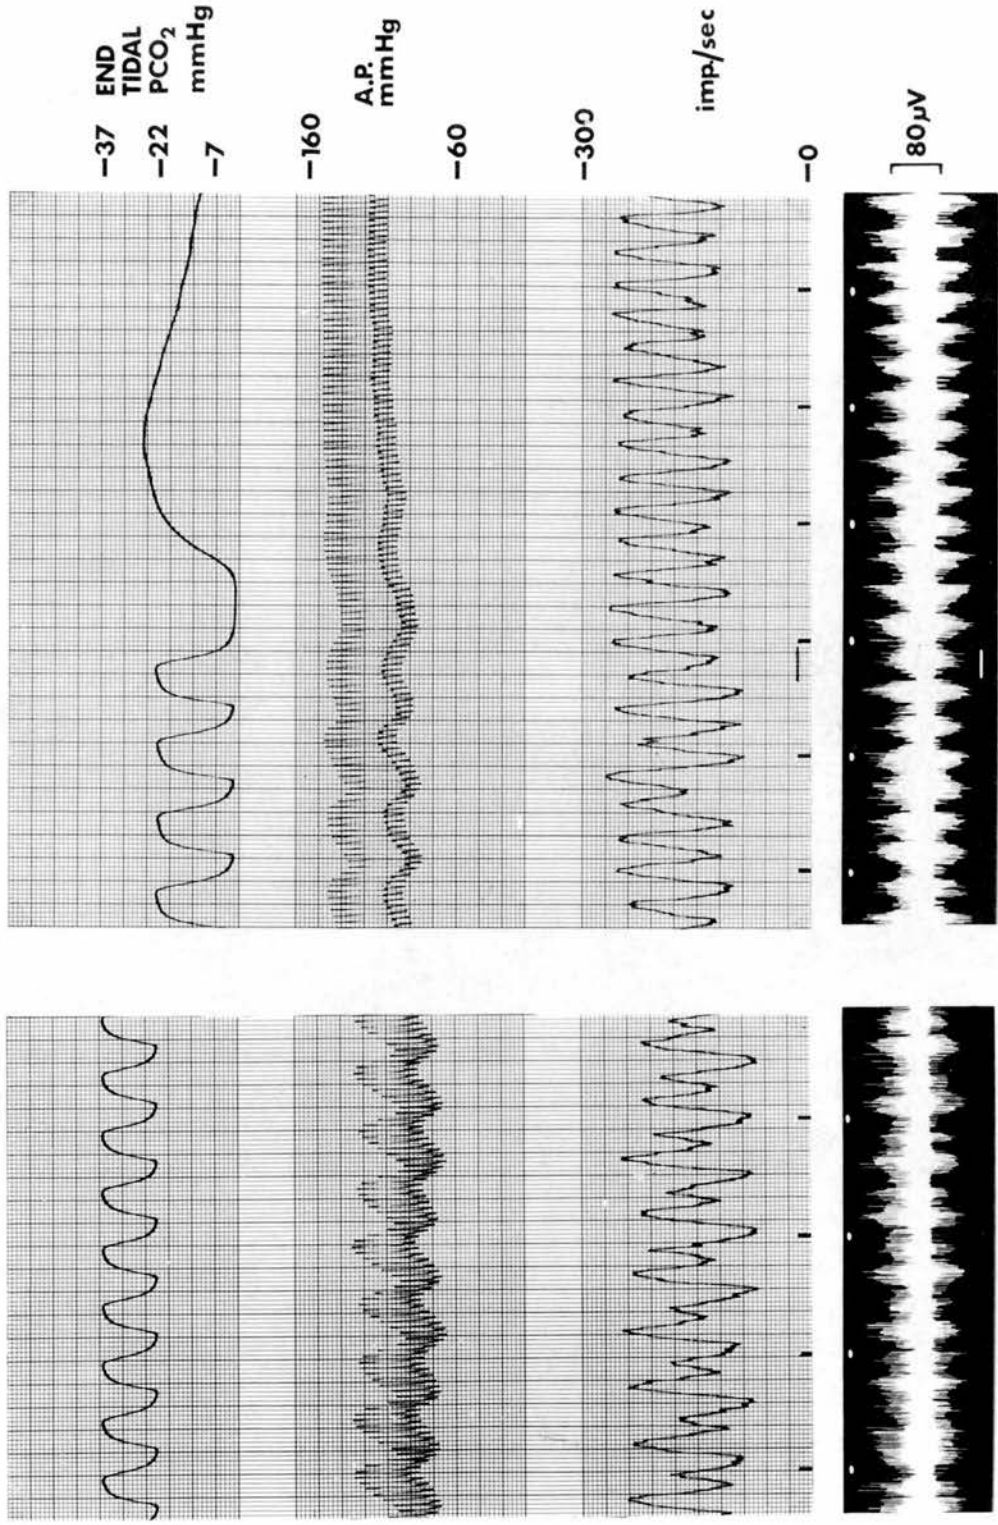 END
TIDAL
PCO₂
mmHg
-37
-22
-7
A.P.
mmHg
-160
-60
imp/sec
-300
-0
80μV